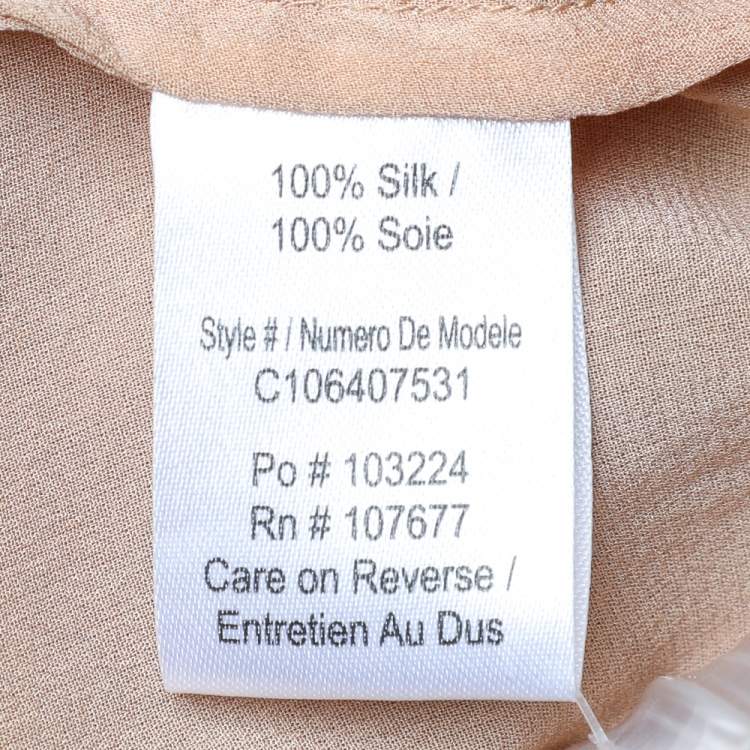 100% Silk /
100% Soie
Style # / Numero De Modele
C106407531
Po # 103224
Rn # 107677
Care on Reverse /
Entretien Au Dus